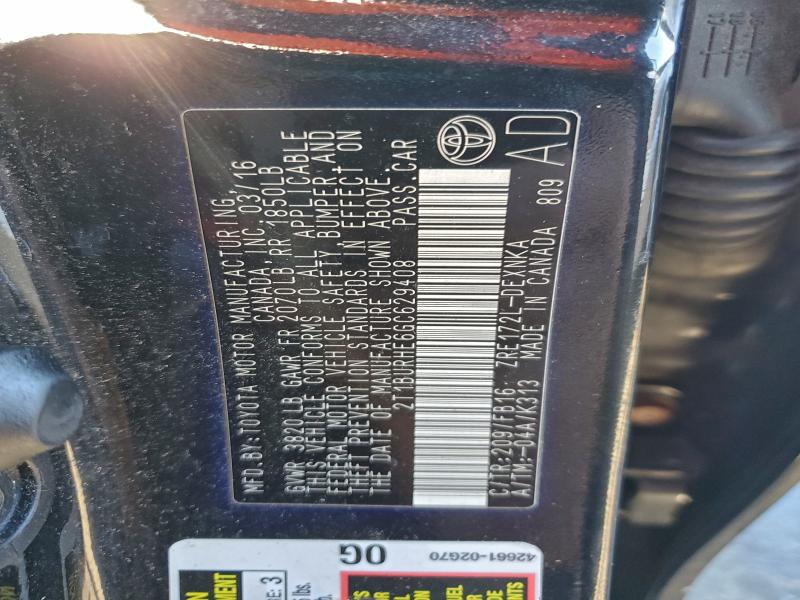 MFD.BY:TOYOTA MOTOR MANUFACTURING,
CANADA INC. 03/16
GVWR 3820LB GAWR FR 2070LB RR 1850LB
THIS VEHICLE CONFORMS TO ALL APPLICABLE
FEDERAL MOTOR VEHICLE SAFETY, BUMPER, AND
THEFT PREVENTION STANDARDS IN EFFECT ON
THE DATE OF MANUFACTURE SHOWN ABOVE.
2T1BURHE6GC629408 PASS.CAR
C/TR:209/FB16 ZRE172L-DEXNKA
A/TM:-04A/K313 MADE IN CANADA 809
AD
42661-02G70
0G